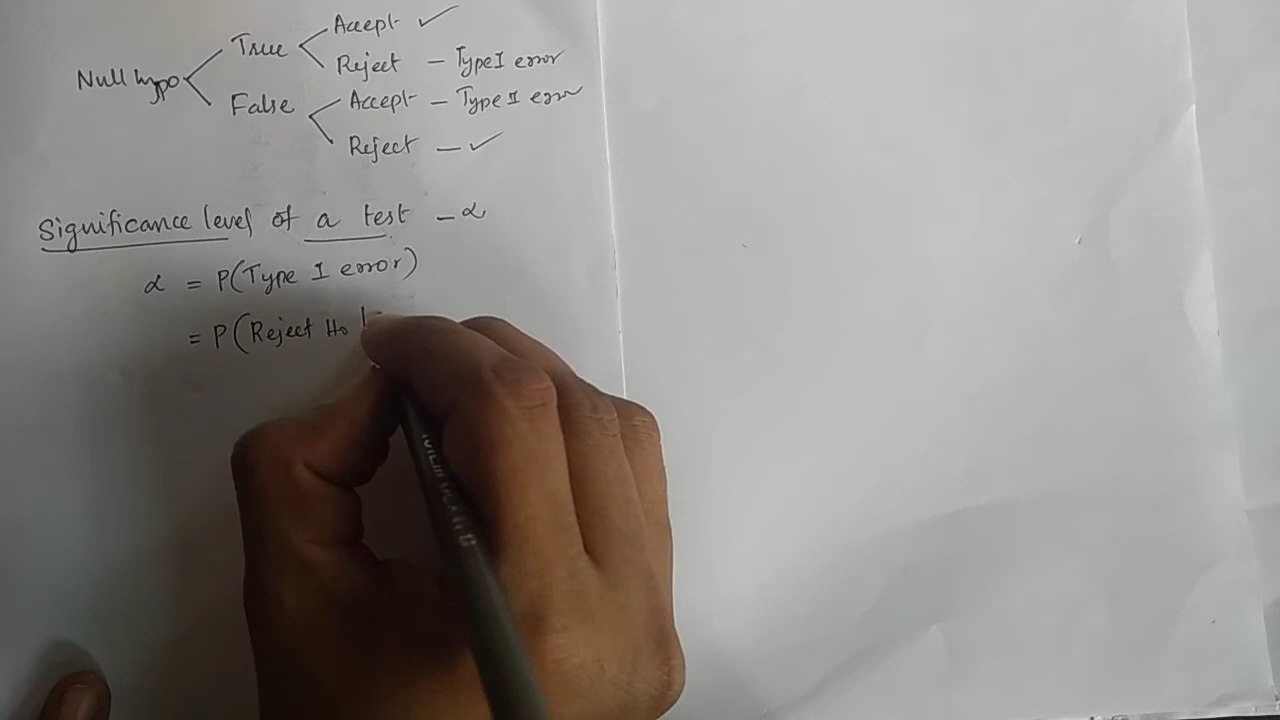 True Accept ✓
Null hypo Reject - Type I error
False Accept - Type II error
Reject - ✓
Significance level of a test - α
α = P(Type I error)
= P(Reject H0 |